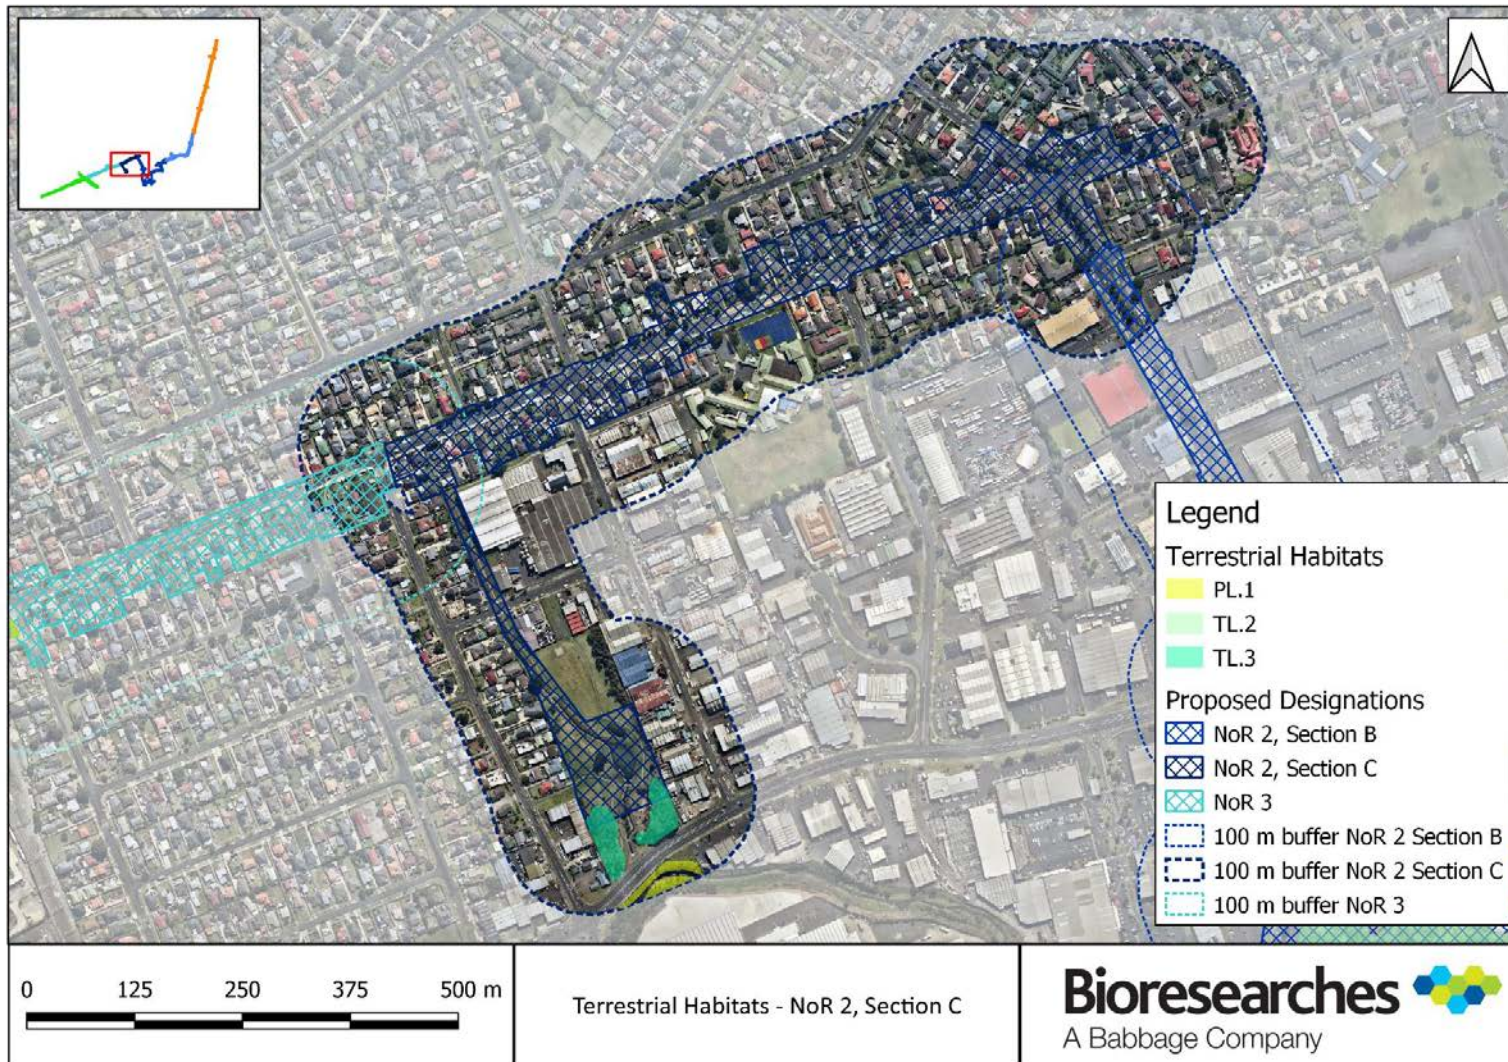 Legend
Terrestrial Habitats
PL.1
TL.2
TL.3
Proposed Designations
NoR 2, Section B
NoR 2, Section C
NoR 3
100 m buffer NoR 2 Section B
100 m buffer NoR 2 Section C
100 m buffer NoR 3
0 125 250 375 500 m
Terrestrial Habitats - NoR 2, Section C
Bioresearches
A Babbage Company